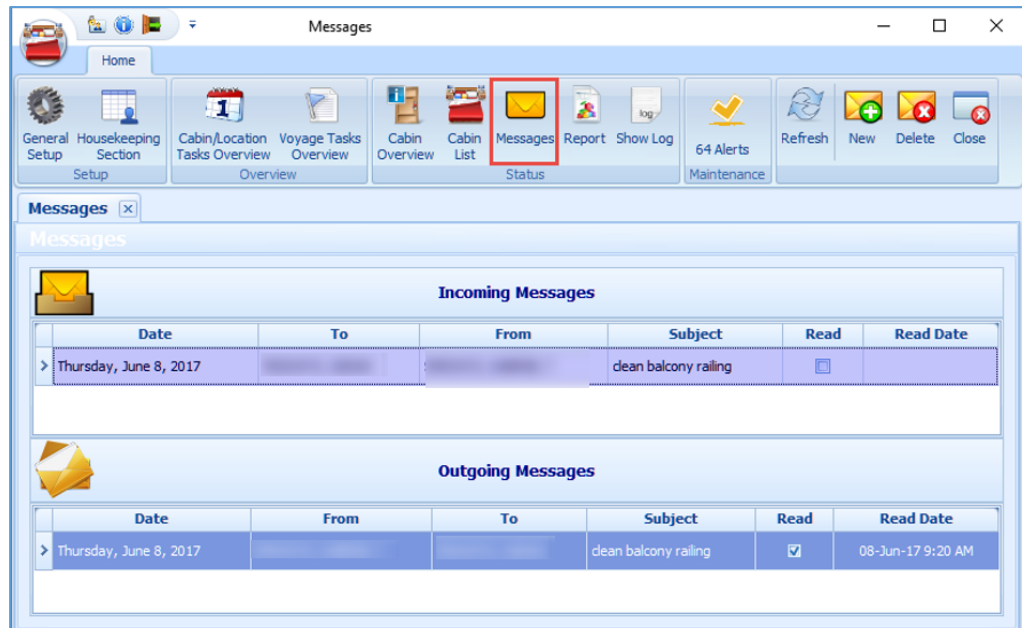 Messages
Home
General Setup
Housekeeping Section
Cabin/Location Tasks Overview
Voyage Tasks Overview
Cabin Overview
Cabin List
Messages
Report
log
Show Log
64 Alerts
Refresh
New
Delete
Close
Setup
Overview
Status
Maintenance
Messages
Messages
Incoming Messages
Date To From Subject Read Read Date
Thursday, June 8, 2017 clean balcony railing
Outgoing Messages
Date From To Subject Read Read Date
Thursday, June 8, 2017 clean balcony railing 08-Jun-17 9:20 AM